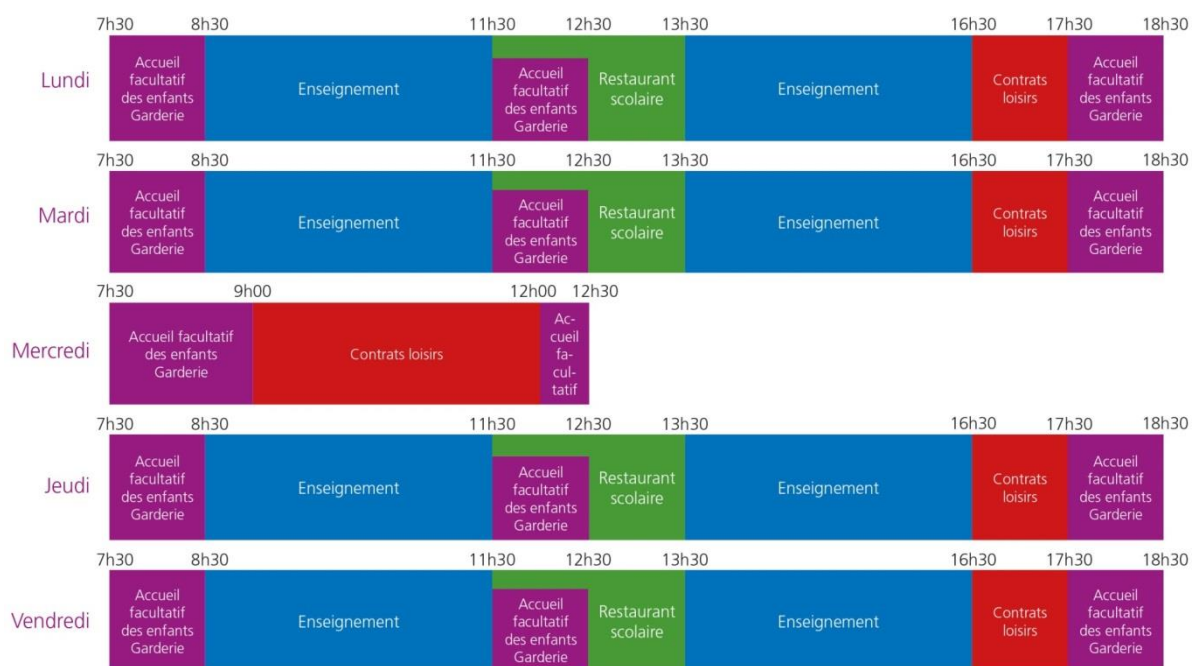 7h30 8h30 11h30 12h30 13h30 16h30 17h30 18h30
Lundi
Accueil
facultatif
des enfants
Garderie
Enseignement
Accueil
facultatif
des enfants
Garderie
Restaurant
scolaire
Enseignement
Contrats
loisirs
Accueil
facultatif
des enfants
Garderie
7h30 8h30 11h30 12h30 13h30 16h30 17h30 18h30
Mardi
Accueil
facultatif
des enfants
Garderie
Enseignement
Accueil
facultatif
des enfants
Garderie
Restaurant
scolaire
Enseignement
Contrats
loisirs
Accueil
facultatif
des enfants
Garderie
7h30 9h00 12h00 12h30
Mercredi
Accueil facultatif
des enfants
Garderie
Contrats loisirs
Ac-
cueil
fa-
cul-
tatif
7h30 8h30 11h30 12h30 13h30 16h30 17h30 18h30
Jeudi
Accueil
facultatif
des enfants
Garderie
Enseignement
Accueil
facultatif
des enfants
Garderie
Restaurant
scolaire
Enseignement
Contrats
loisirs
Accueil
facultatif
des enfants
Garderie
7h30 8h30 11h30 12h30 13h30 16h30 17h30 18h30
Vendredi
Accueil
facultatif
des enfants
Garderie
Enseignement
Accueil
facultatif
des enfants
Garderie
Restaurant
scolaire
Enseignement
Contrats
loisirs
Accueil
facultatif
des enfants
Garderie